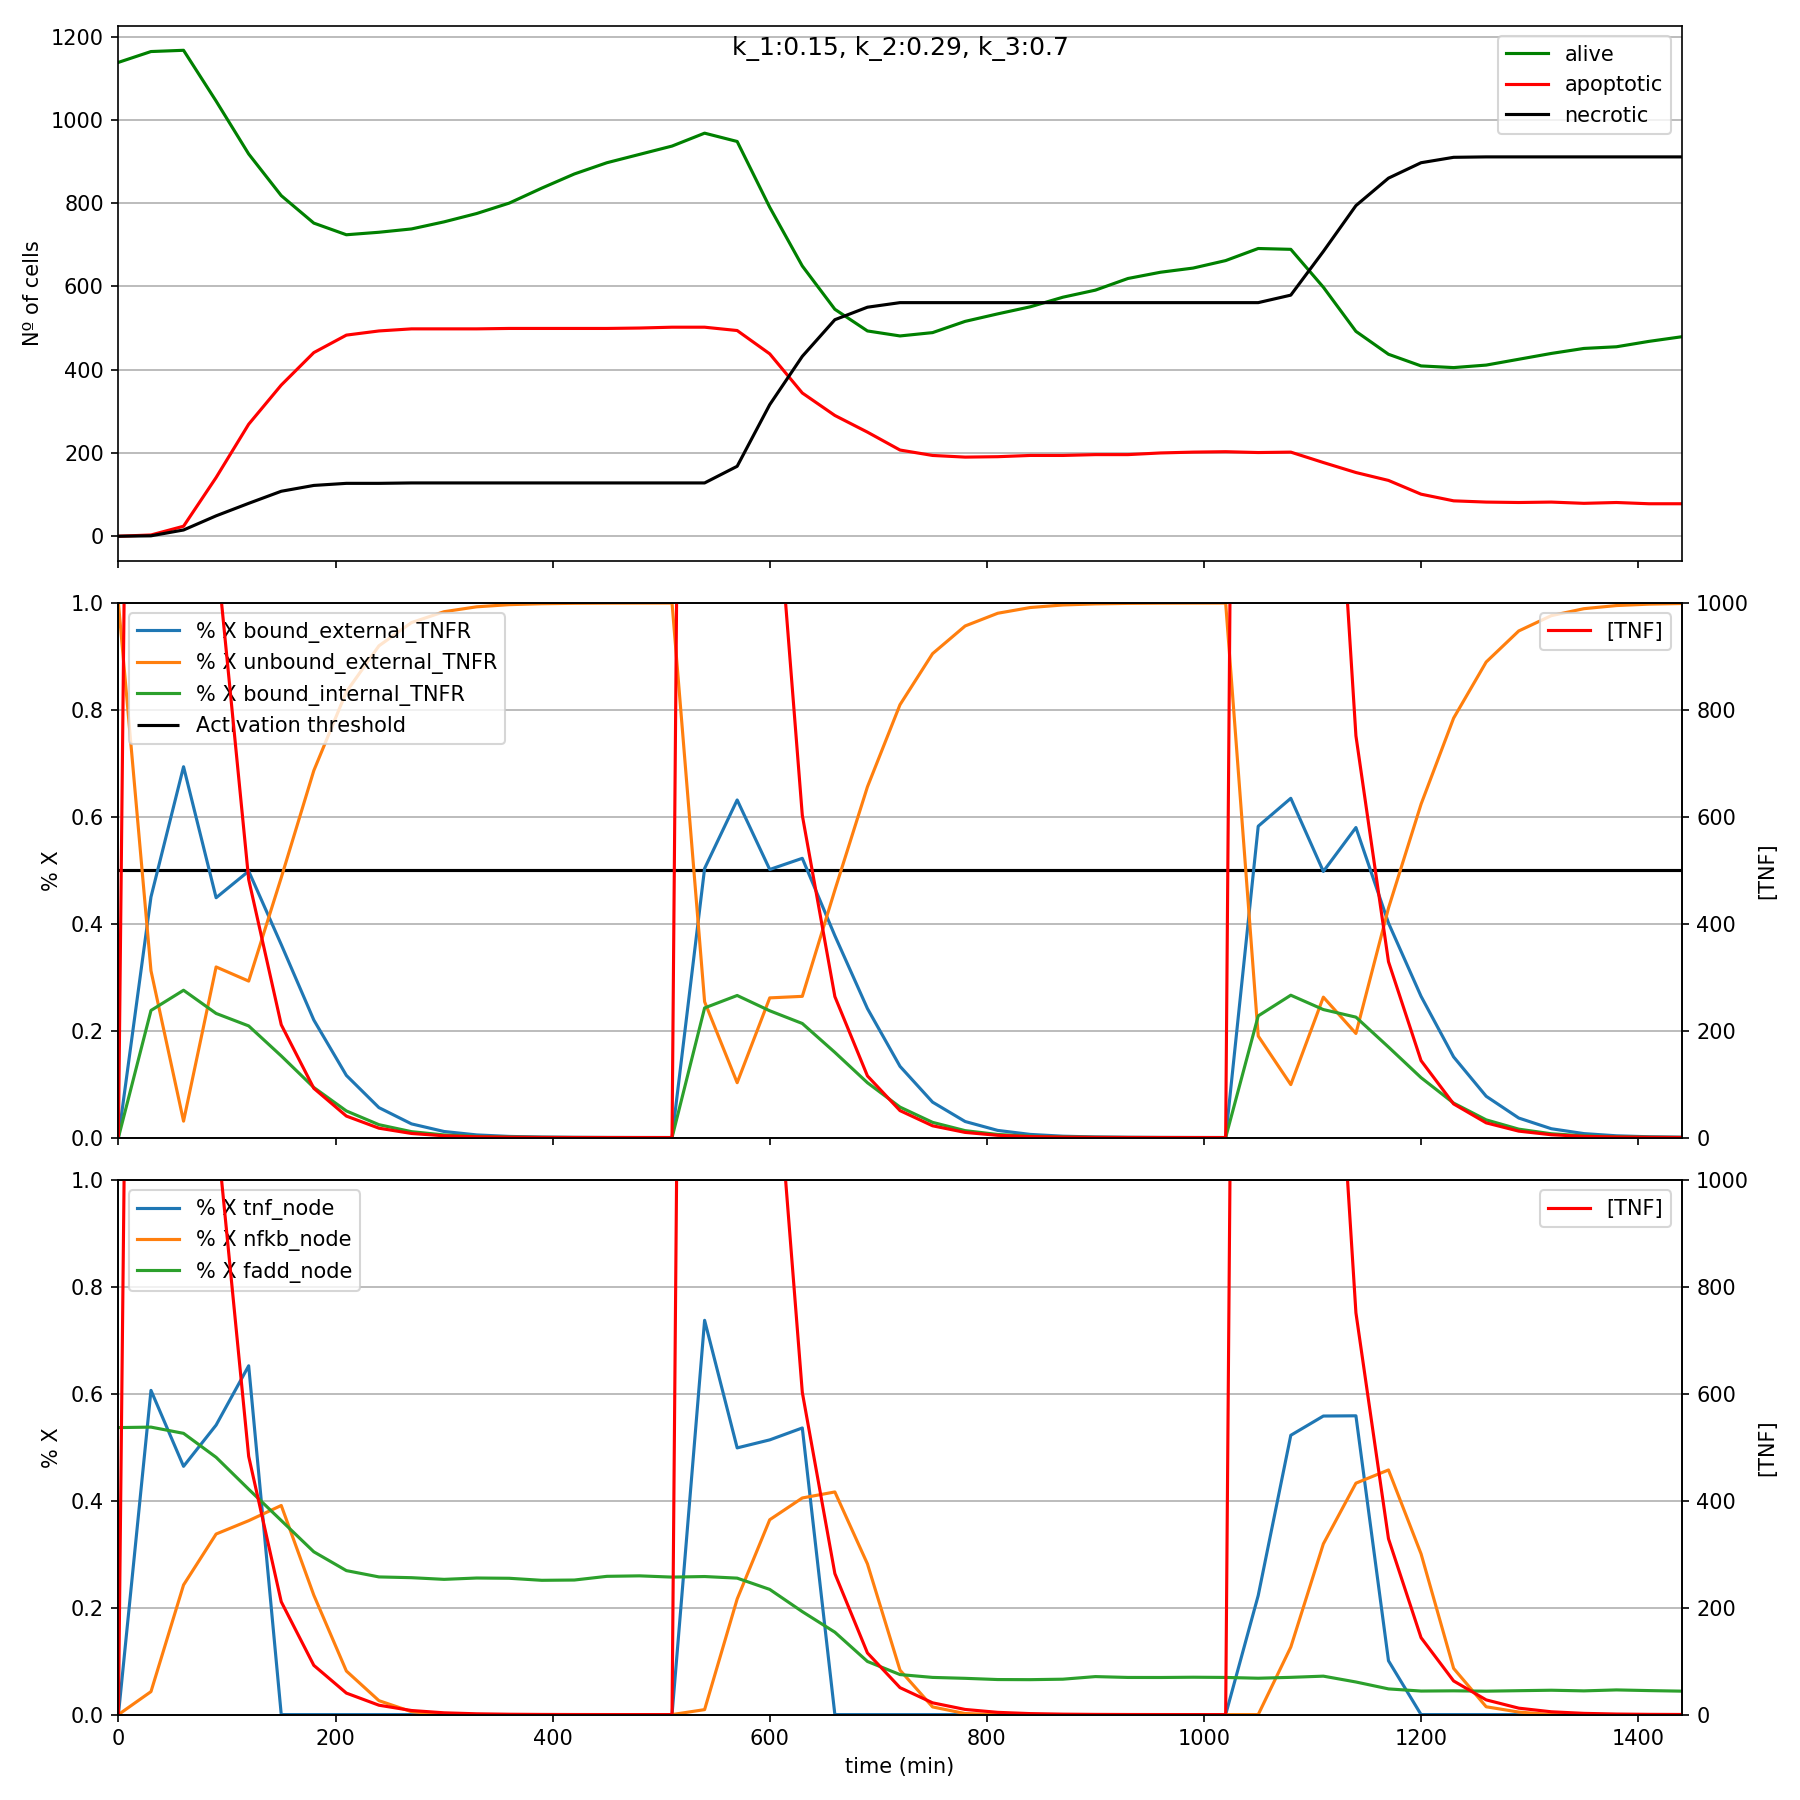 k_1:0.15, k_2:0.29, k_3:0.7
1200
1000
800
600
400
200
0
Nº of cells
alive
apoptotic
necrotic
1.0
0.8
0.6
0.4
0.2
0.0
% X
% X bound_external_TNFR
% X unbound_external_TNFR
% X bound_internal_TNFR
Activation threshold
[TNF]
1000
800
600
400
200
0
[TNF]
1.0
0.8
0.6
0.4
0.2
0.0
% X
% X tnf_node
% X nfkb_node
% X fadd_node
[TNF]
1000
800
600
400
200
0
[TNF]
0 200 400 600 800 1000 1200 1400
time (min)